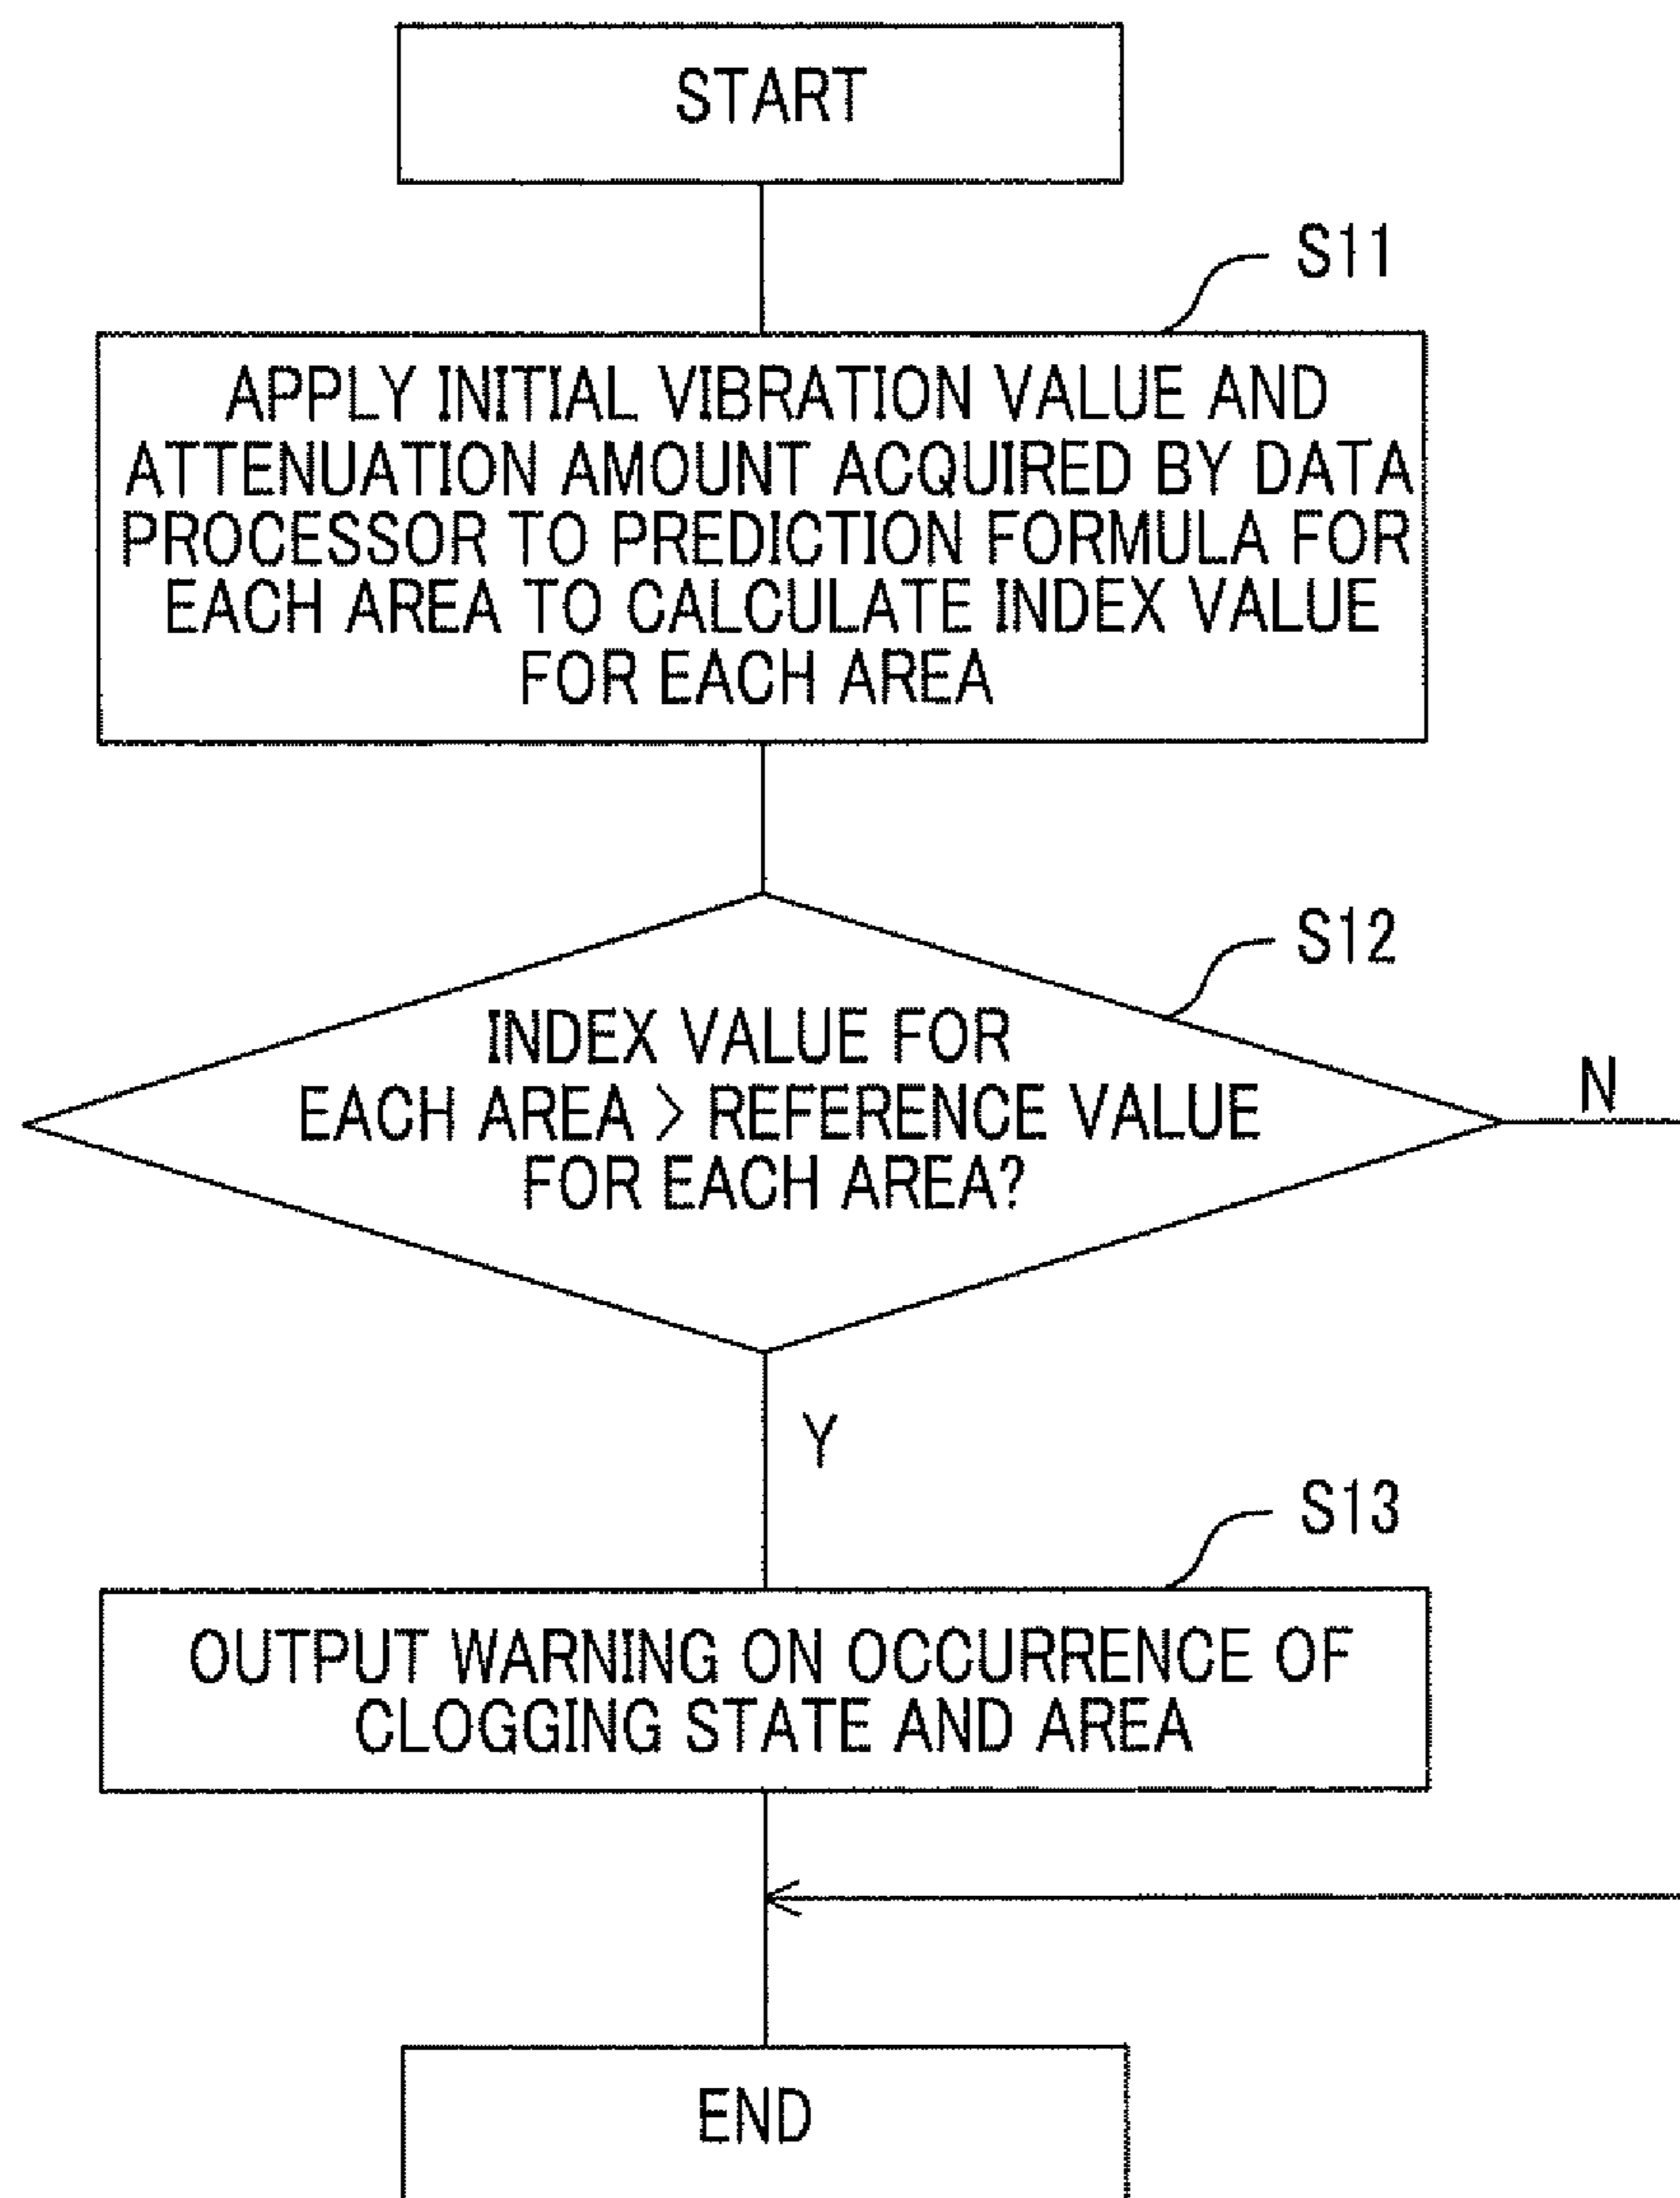 START
S11
APPLY INITIAL VIBRATION VALUE AND
ATTENUATION AMOUNT ACQUIRED BY DATA
PROCESSOR TO PREDICTION FORMULA FOR
EACH AREA TO CALCULATE INDEX VALUE
FOR EACH AREA
S12
INDEX VALUE FOR
EACH AREA > REFERENCE VALUE
FOR EACH AREA?
N
Y
S13
OUTPUT WARNING ON OCCURRENCE OF
CLOGGING STATE AND AREA
END